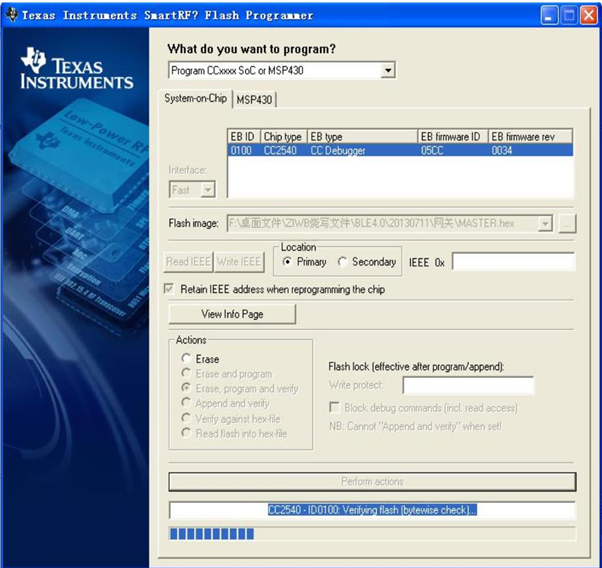 Texas Instruments SmartRF? Flash Programmer
TEXAS
INSTRUMENTS
Low-Power RF
Texas Instruments
What do you want to program?
Program CCxxxx SoC or MSP430
System-on-Chip MSP430
EB ID Chip type EB type EB firmware ID EB firmware rev
0100 CC2540 CC Debugger 05CC 0034
Interface:
Fast
Flash image: F:\桌面文件\ZIWB烧写文件\BLE4.0\20130711\网关\MASTER.hex ...
Location
Read IEEE Write IEEE Primary Secondary IEEE 0x
Retain IEEE address when reprogramming the chip
View Info Page
Actions
Erase
Erase and program
Erase, program and verify
Append and verify
Verify against hex-file
Read flash into hex-file
Flash lock (effective after program/append):
Write protect:
Block debug commands (incl. read access)
NB: Cannot "Append and verify" when set!
Perform actions
CC2540 - ID0100: Verifying flash (bytewise check)...